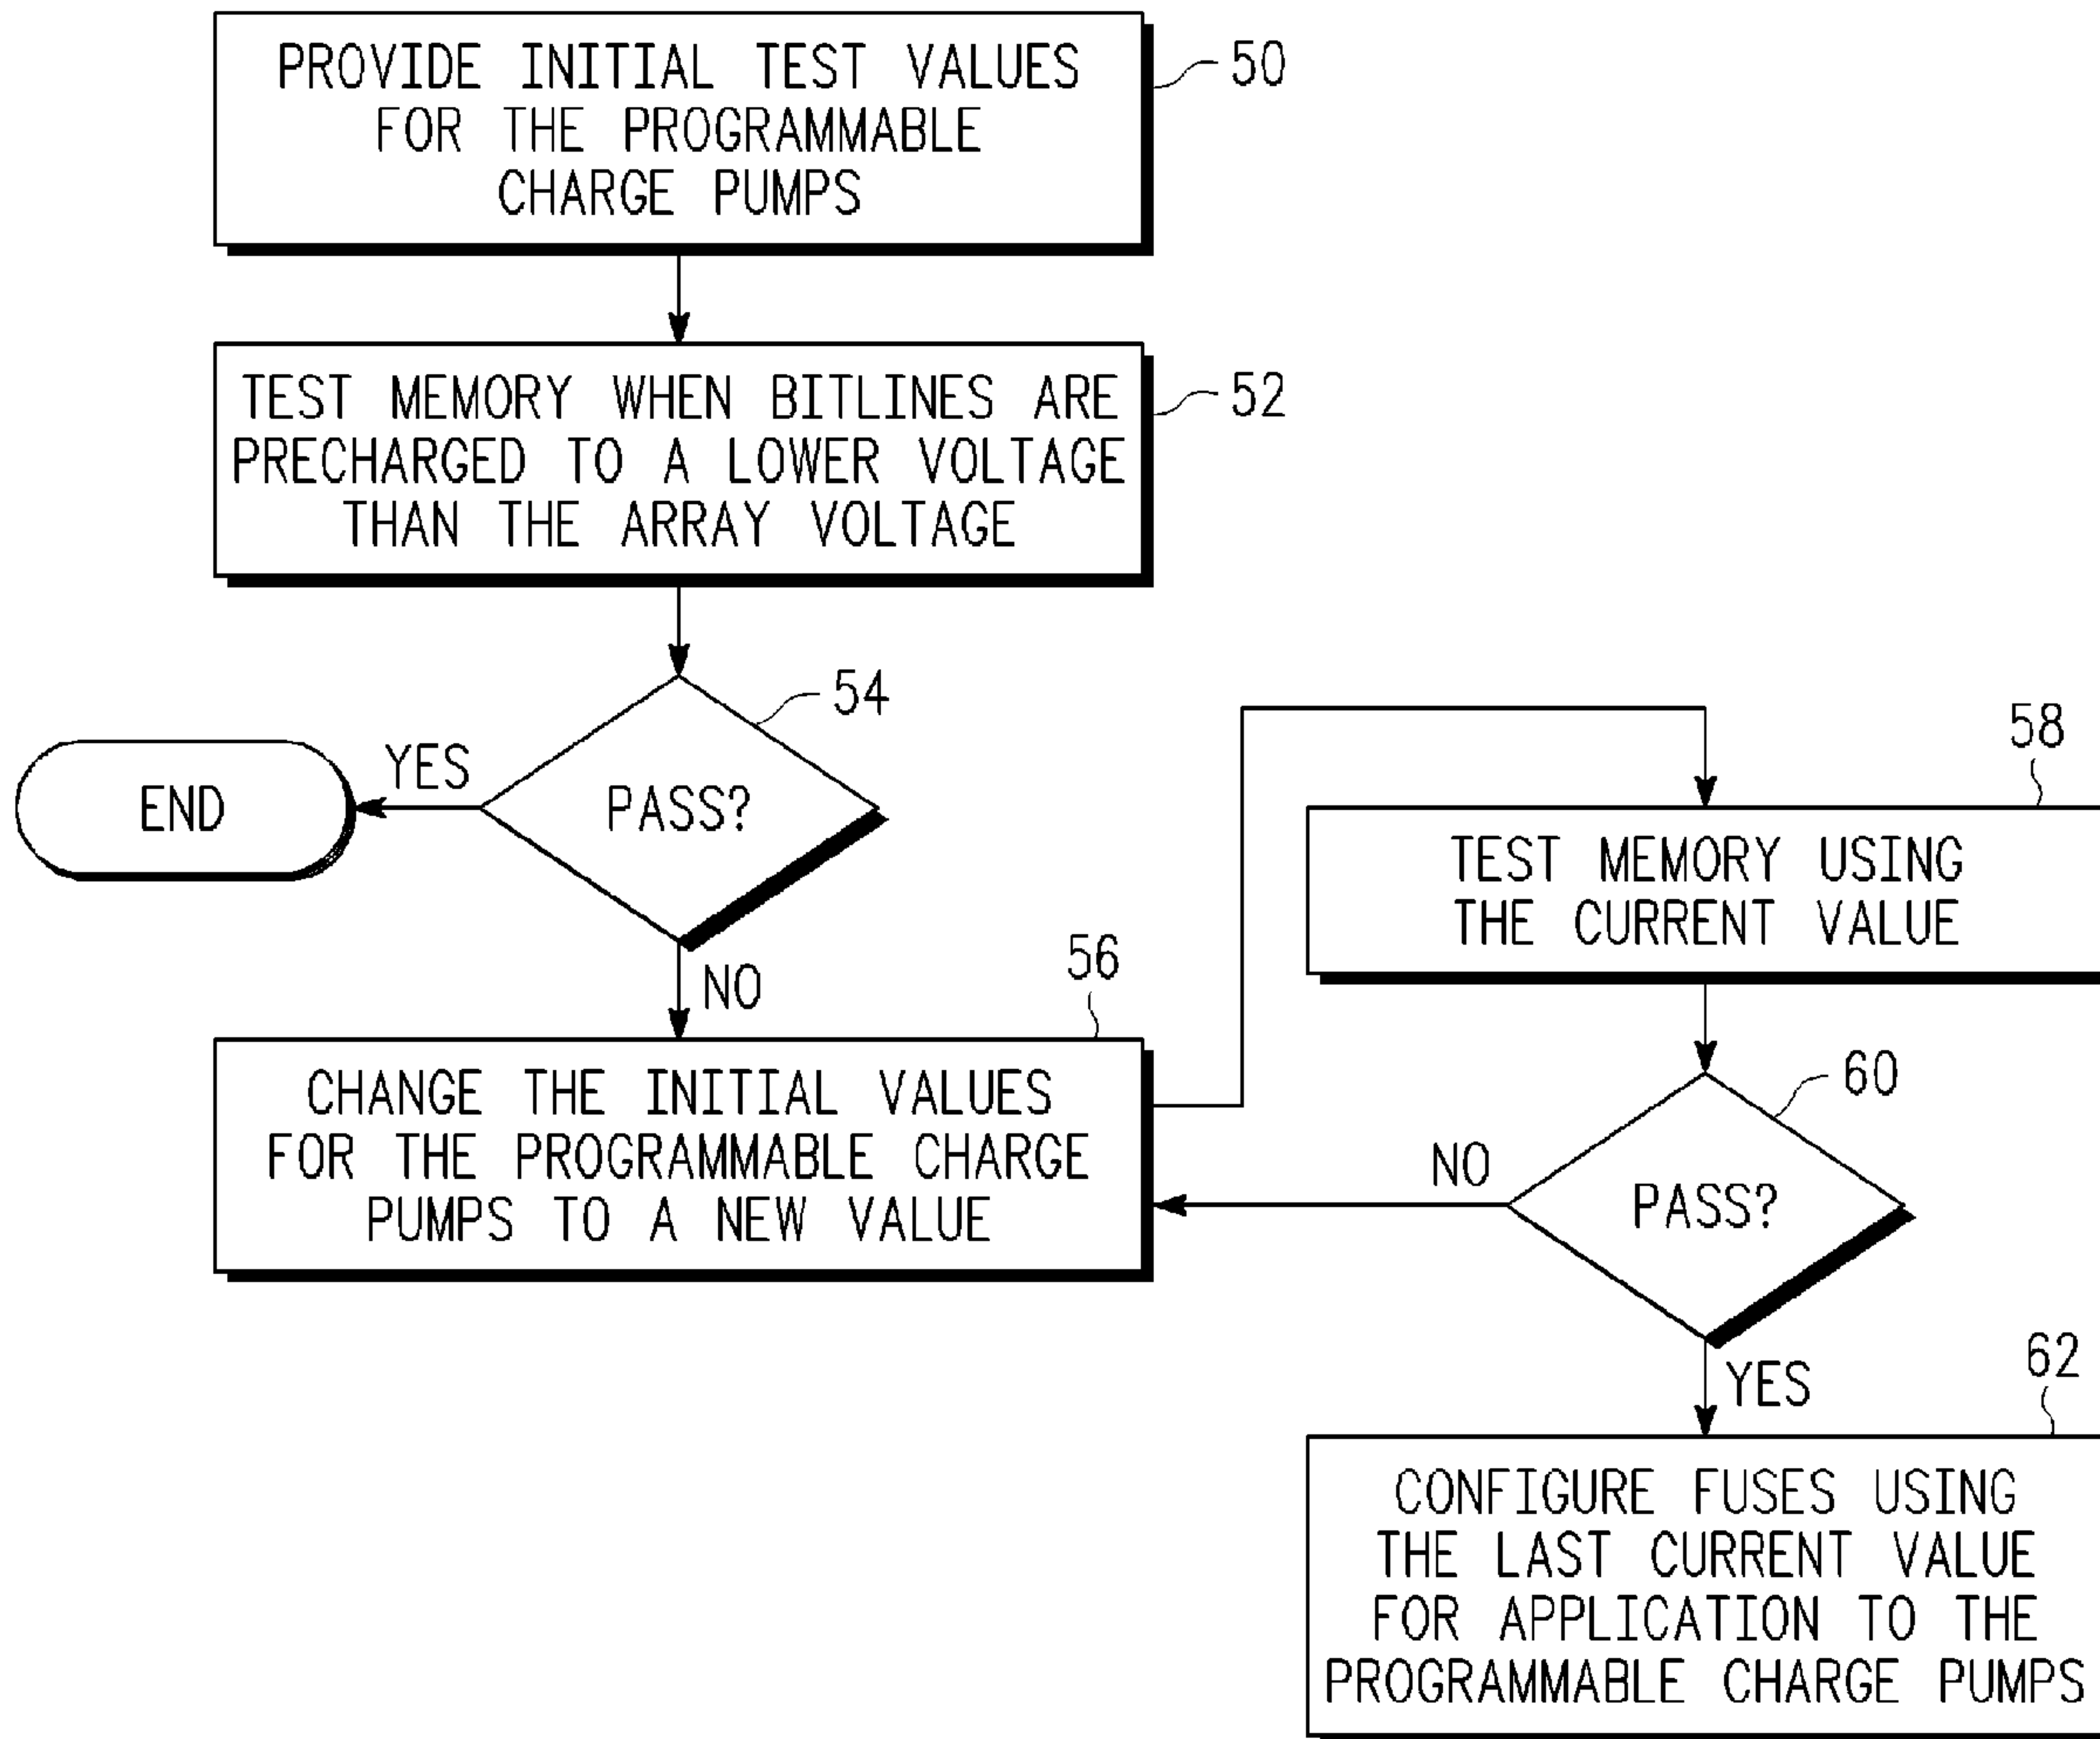 PROVIDE INITIAL TEST VALUES
FOR THE PROGRAMMABLE
CHARGE PUMPS
50
TEST MEMORY WHEN BITLINES ARE
PRECHARGED TO A LOWER VOLTAGE
THAN THE ARRAY VOLTAGE
52
54
PASS?
YES
END
NO
56
CHANGE THE INITIAL VALUES
FOR THE PROGRAMMABLE CHARGE
PUMPS TO A NEW VALUE
58
TEST MEMORY USING
THE CURRENT VALUE
60
PASS?
NO
YES
62
CONFIGURE FUSES USING
THE LAST CURRENT VALUE
FOR APPLICATION TO THE
PROGRAMMABLE CHARGE PUMPS